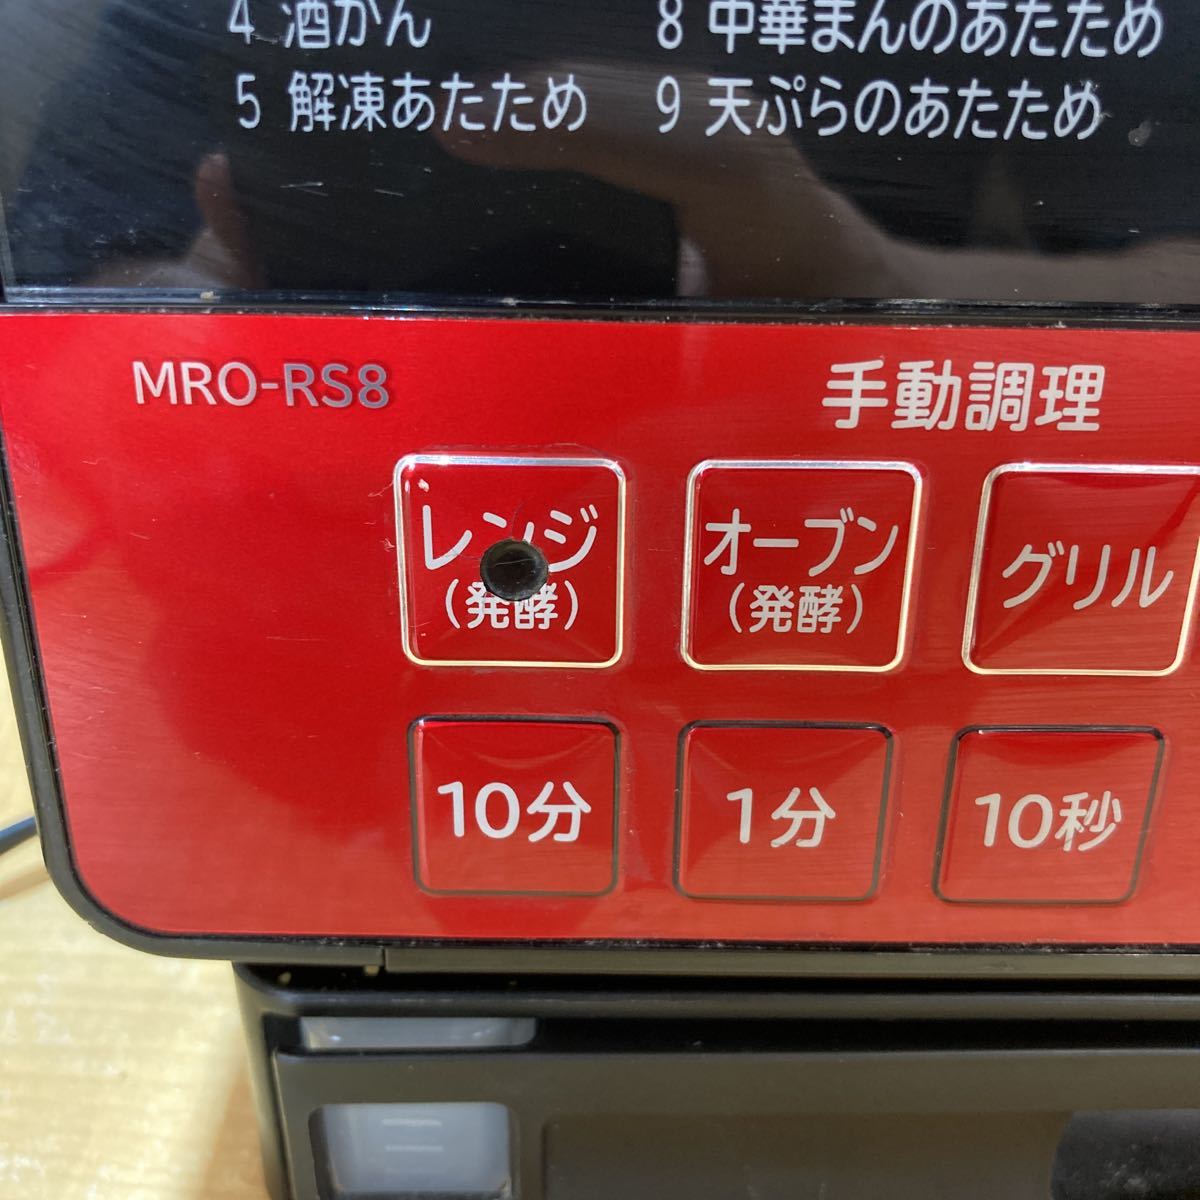 4 酒かん
8 中華まんのあたため
5 解凍あたため
9 天ぷらのあたため
MRO-RS8
手動調理
レンジ
(発酵)
オーブン
(発酵)
グリル
10分
1分
10秒